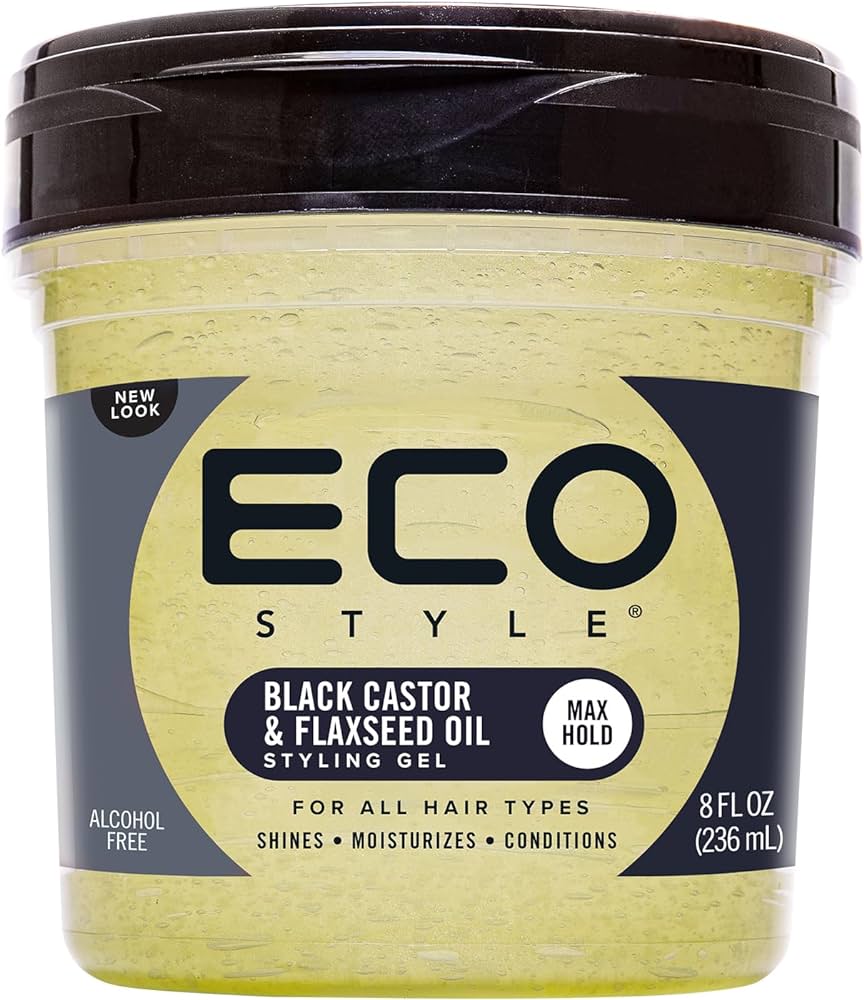 NEW
LOOK
ECO
STYLE®
BLACK CASTOR
& FLAXSEED OIL
STYLING GEL
MAX
HOLD
FOR ALL HAIR TYPES
SHINES • MOISTURIZES • CONDITIONS
ALCOHOL
FREE
8 FL OZ
(236 mL)